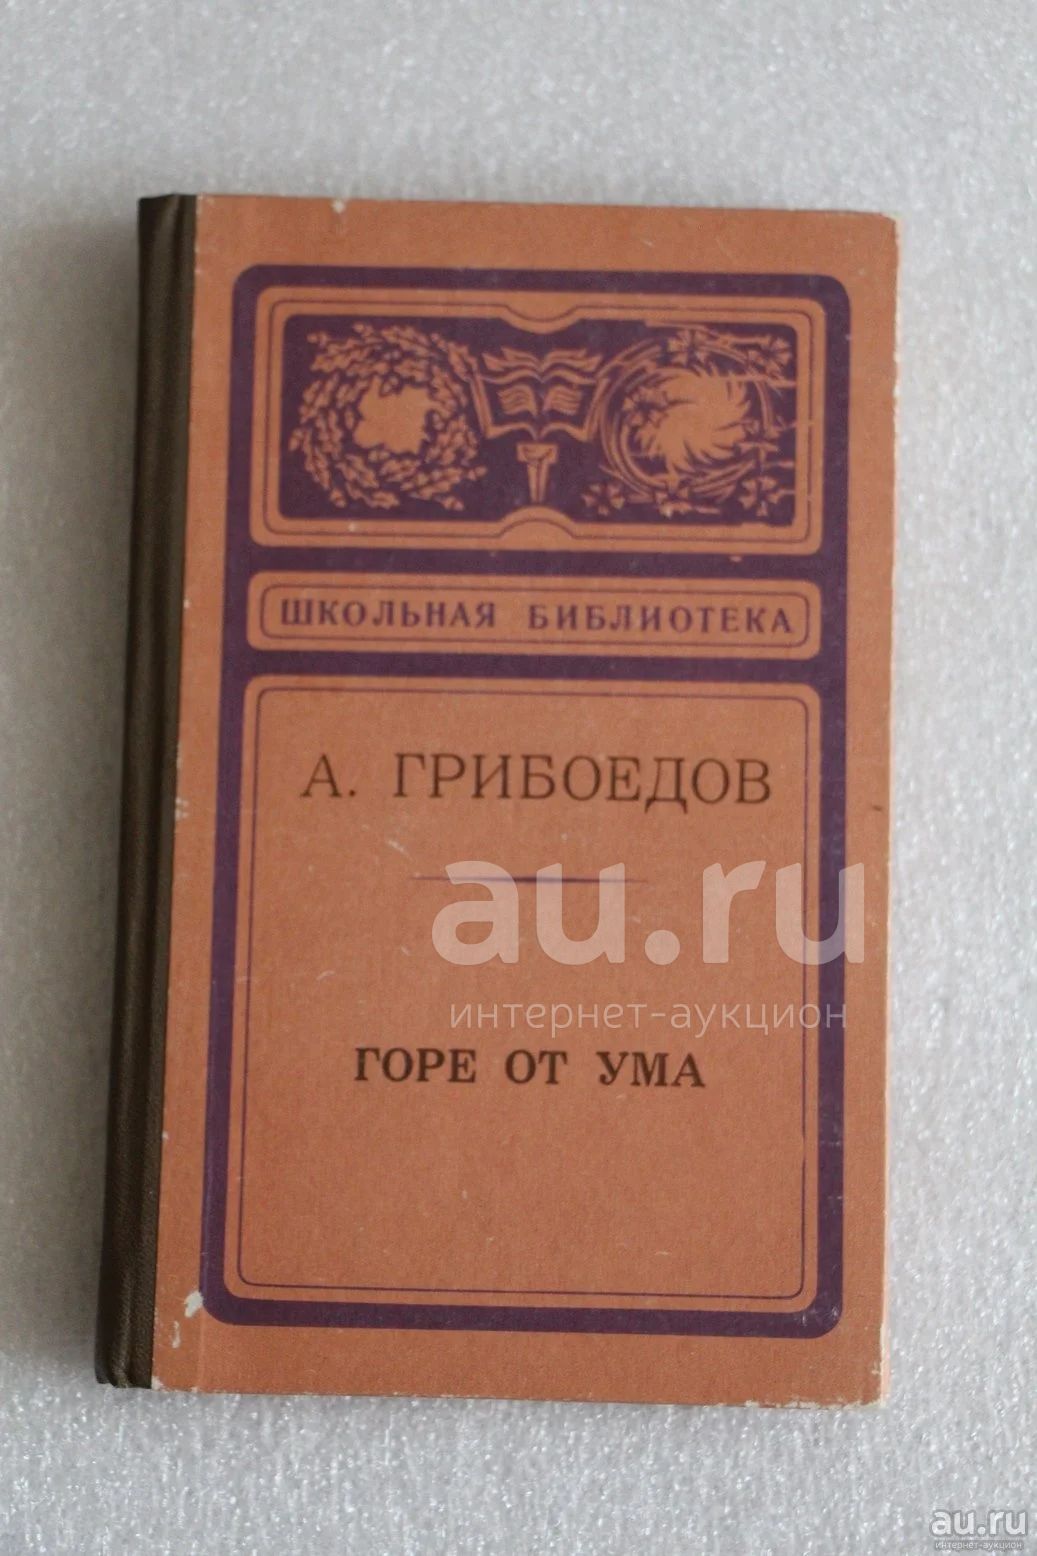 ШКОЛЬНАЯ БИБЛИОТЕКА
А. ГРИБОЕДОВ
au.ru
интернет-аукцион
ГОРЕ ОТ УМА
au.ru
интернет-аукцион